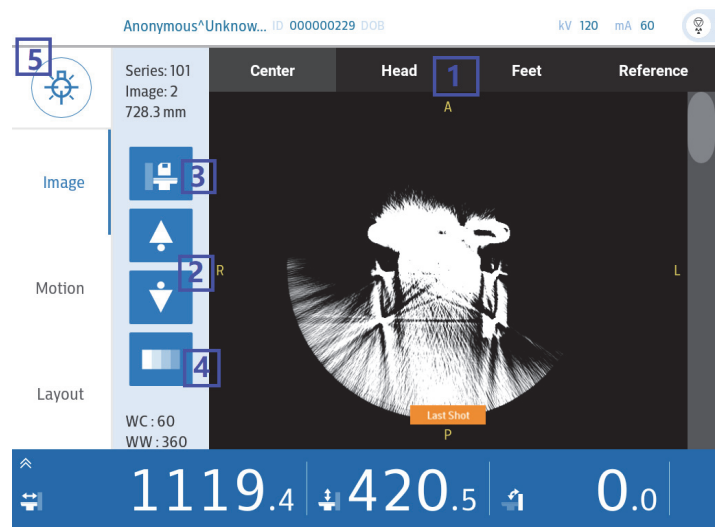 Anonymous^Unknow... ID 000000229 DOB kV 120 mA 60
5
Series: 101
Image: 2
728.3 mm
Center Head 1 Feet Reference
A
Image
3
R 2 L
Motion
4
Layout
WC : 60
WW : 360
Last Shot
P
1119.4 420.5 0.0